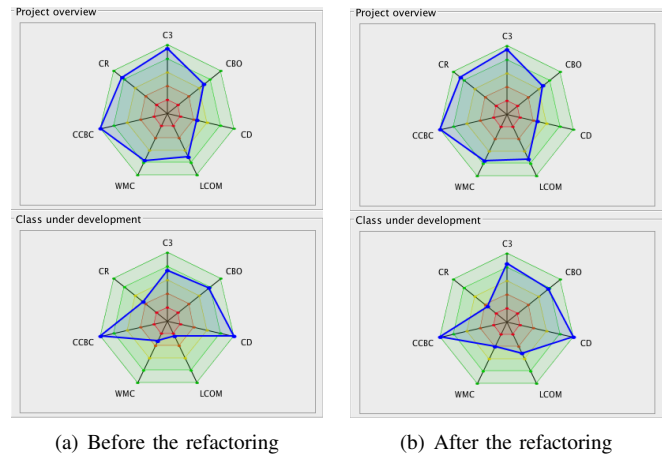 Project overview
C3
CR
CBO
CCBC
CD
WMC
LCOM
Class under development
C3
CR
CBO
CCBC
CD
WMC
LCOM
(a) Before the refactoring
Project overview
C3
CR
CBO
CCBC
CD
WMC
LCOM
Class under development
C3
CR
CBO
CCBC
CD
WMC
LCOM
(b) After the refactoring